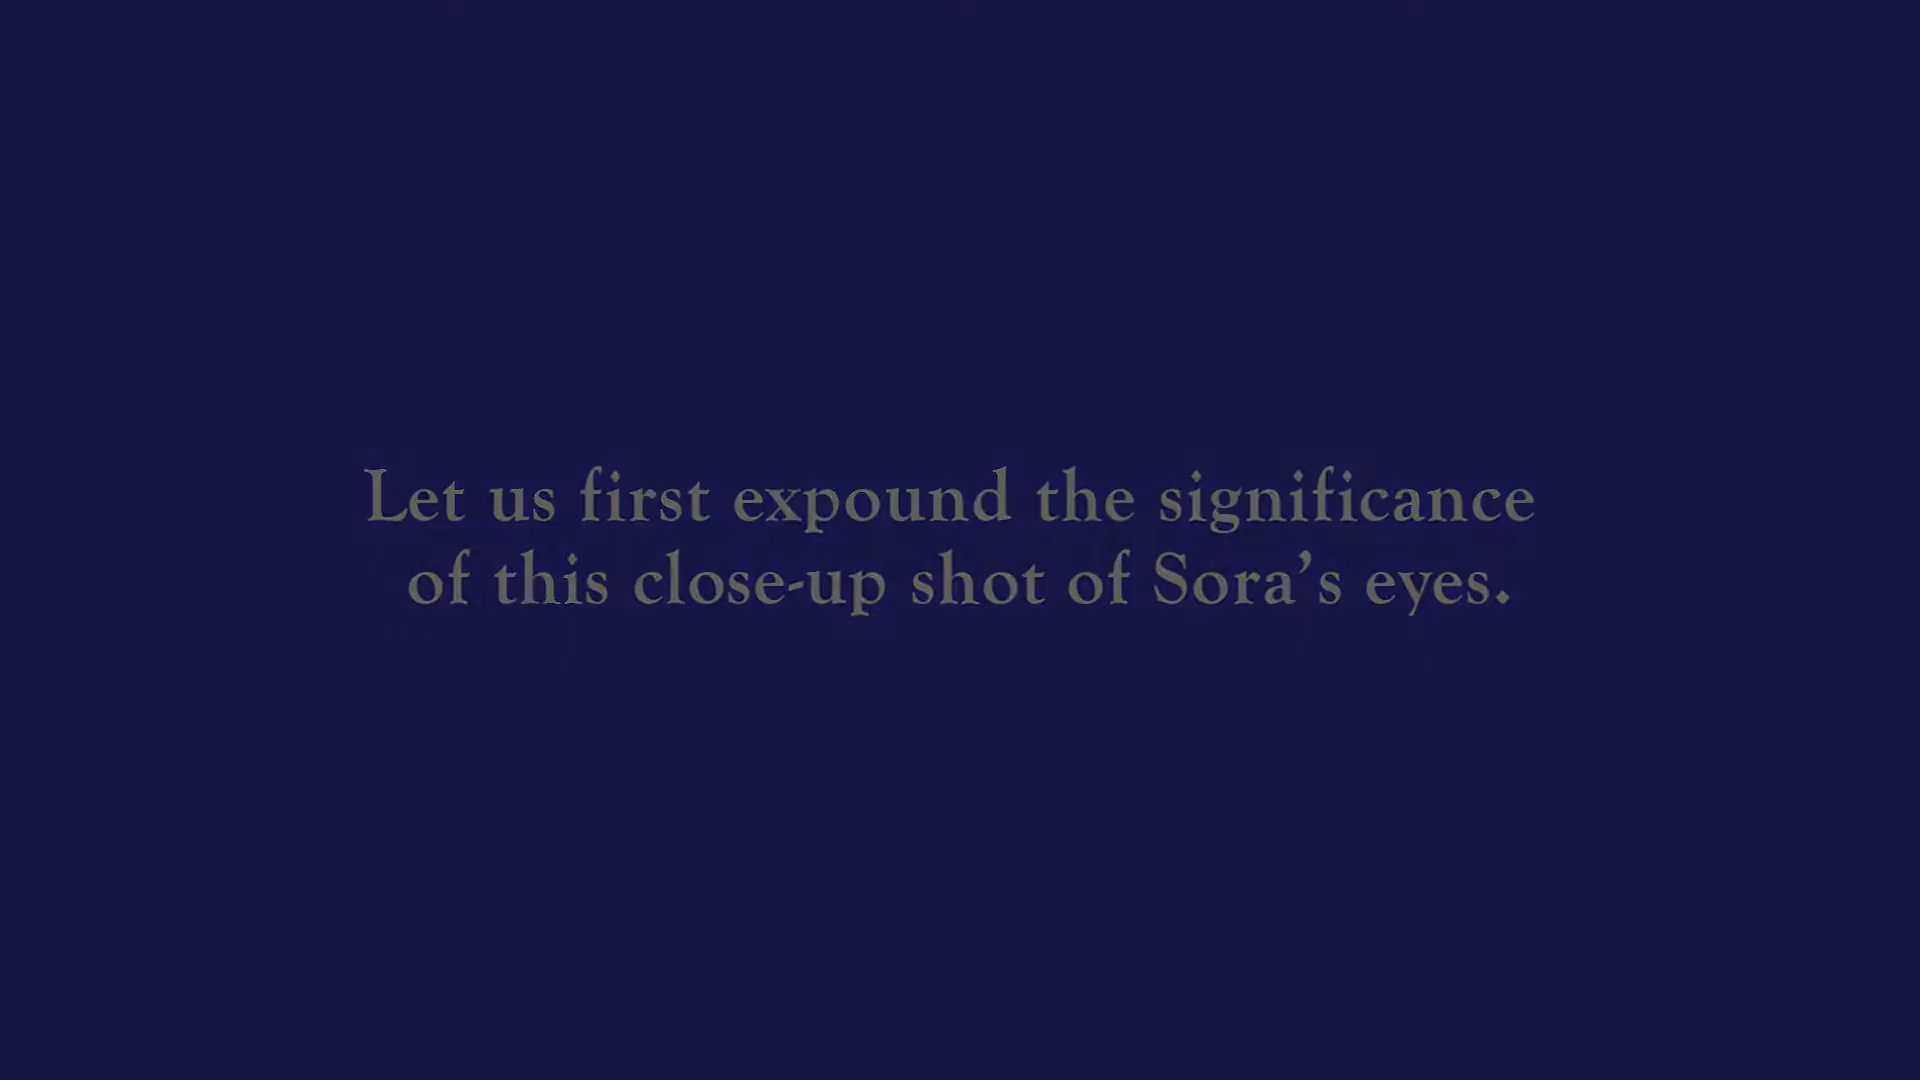 Let us first expound the significance
of this close-up shot of Sora’s eyes.